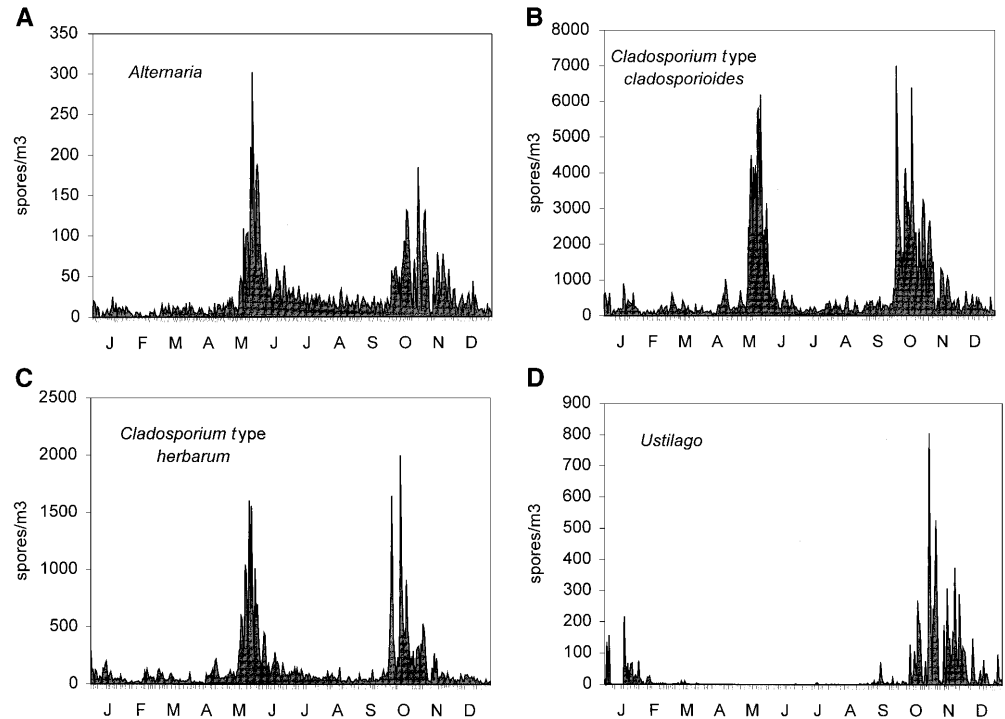 A
350
300
250
200
150
100
50
0
spores/m3
Alternaria
J F M A M J J A S O N D
B
8000
7000
6000
5000
4000
3000
2000
1000
0
spores/m3
Cladosporium type
cladosporioides
J F M A M J J A S O N D
C
2500
2000
1500
1000
500
0
spores/m3
Cladosporium type
herbarum
J F M A M J J A S O N D
D
900
800
700
600
500
400
300
200
100
0
spores/m3
Ustilago
J F M A M J J A S O N D